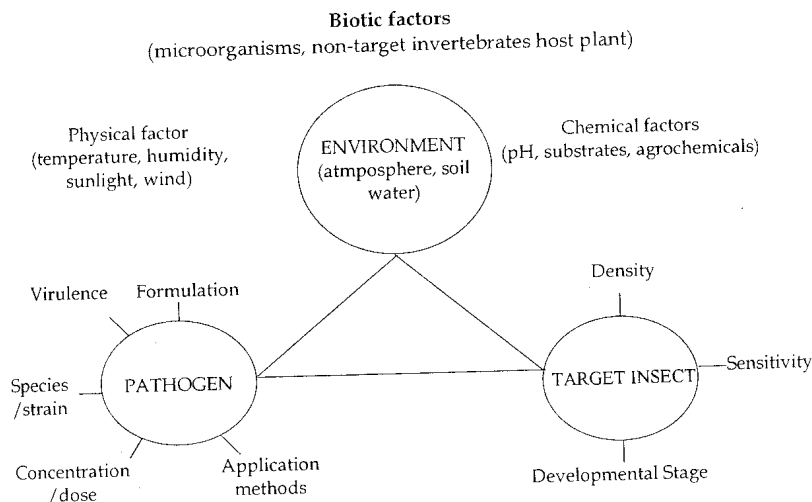 Biotic factors
(microorganisms, non-target invertebrates host plant)
Physical factor
(temperature, humidity,
sunlight, wind)
ENVIRONMENT
(atmposphere, soil
water)
Chemical factors
(pH, substrates, agrochemicals)
Virulence
Formulation
Species
/strain
PATHOGEN
Concentration
/dose
Application
methods
Density
TARGET INSECT
Sensitivity
Developmental Stage